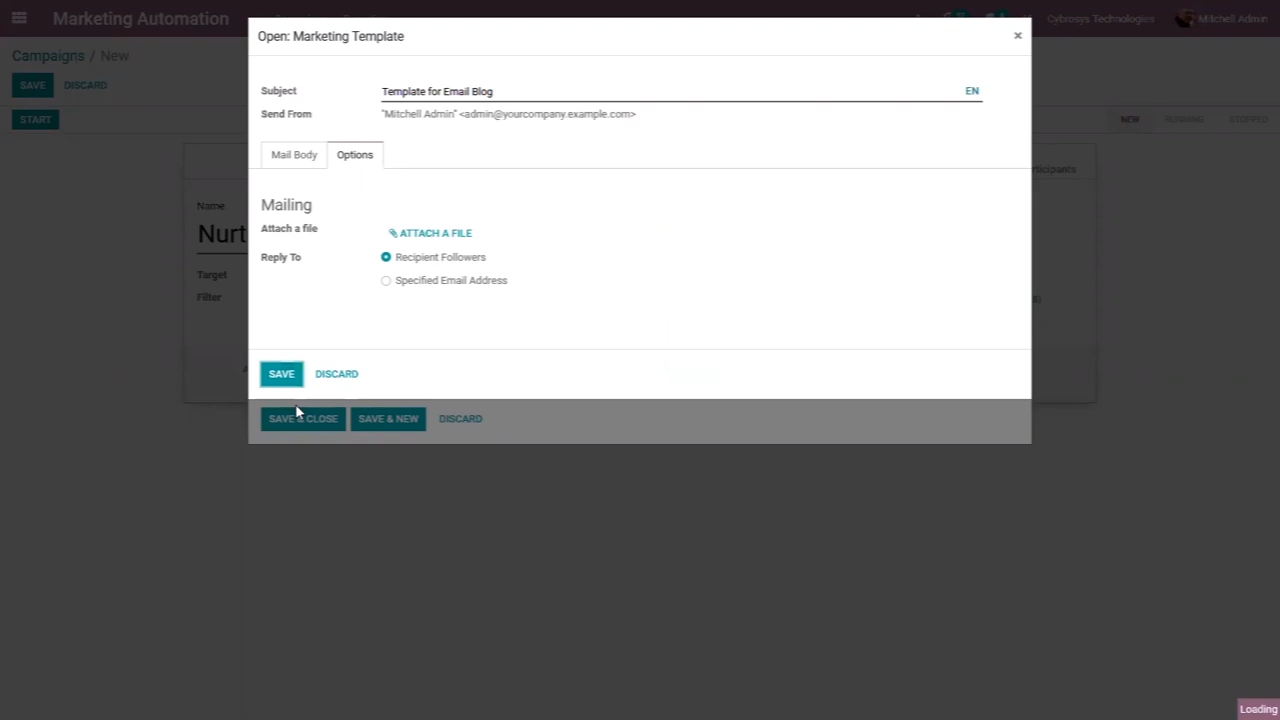 Marketing Automation
Cybrosys Technologies
Mitchell Admin
Open: Marketing Template
×
Campaigns / New
SAVE DISCARD
START
NEW RUNNING STOPPED
Subject
Template for Email Blog
EN
Send From
"Mitchell Admin" <admin@yourcompany.example.com>
Mail Body
Options
Mailing
Attach a file
ATTACH A FILE
Reply To
Recipient Followers
Specified Email Address
Name
Nurt
Target
Filter
rticipants
SAVE DISCARD
SAVE & CLOSE SAVE & NEW DISCARD
Loading